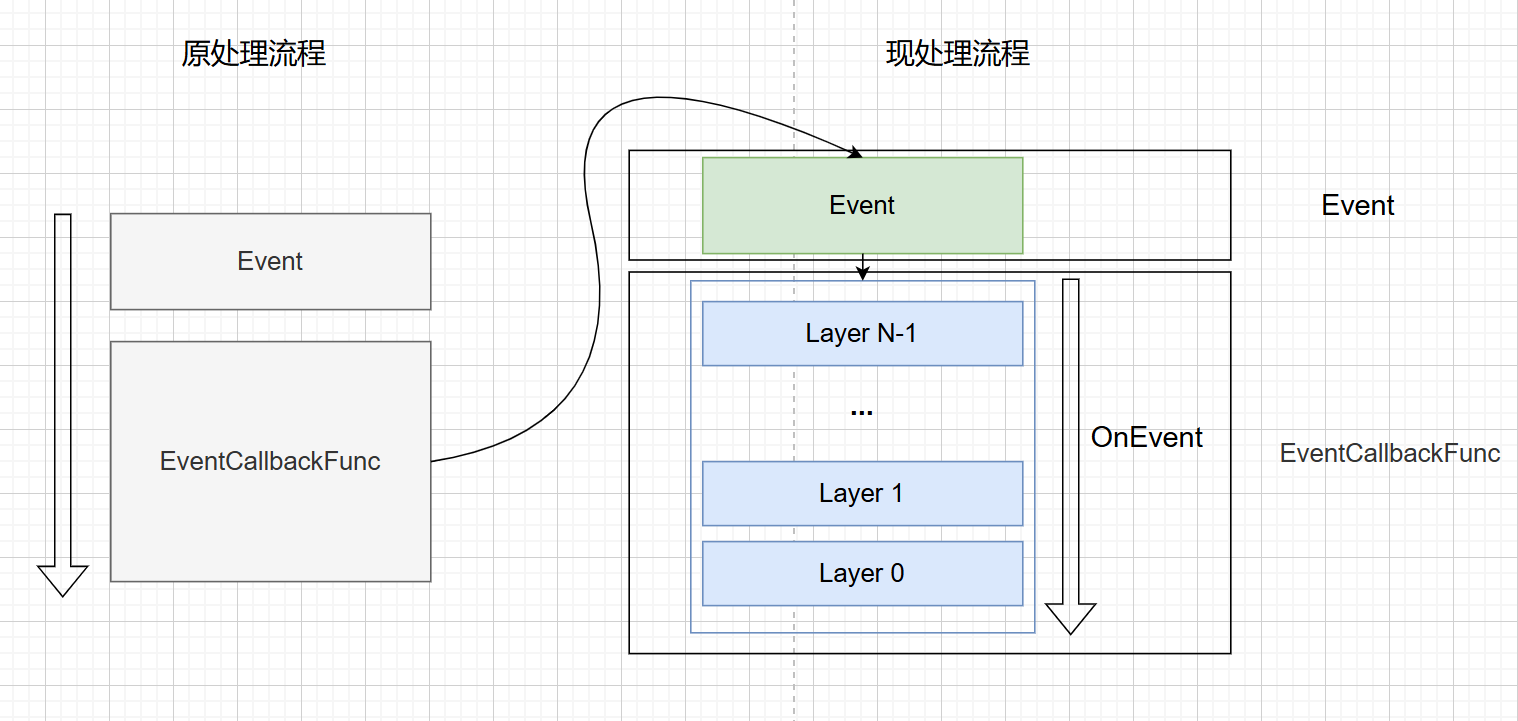 原处理流程
现处理流程
Event
EventCallbackFunc
Event
Layer N-1
...
Layer 1
Layer 0
OnEvent
Event
EventCallbackFunc